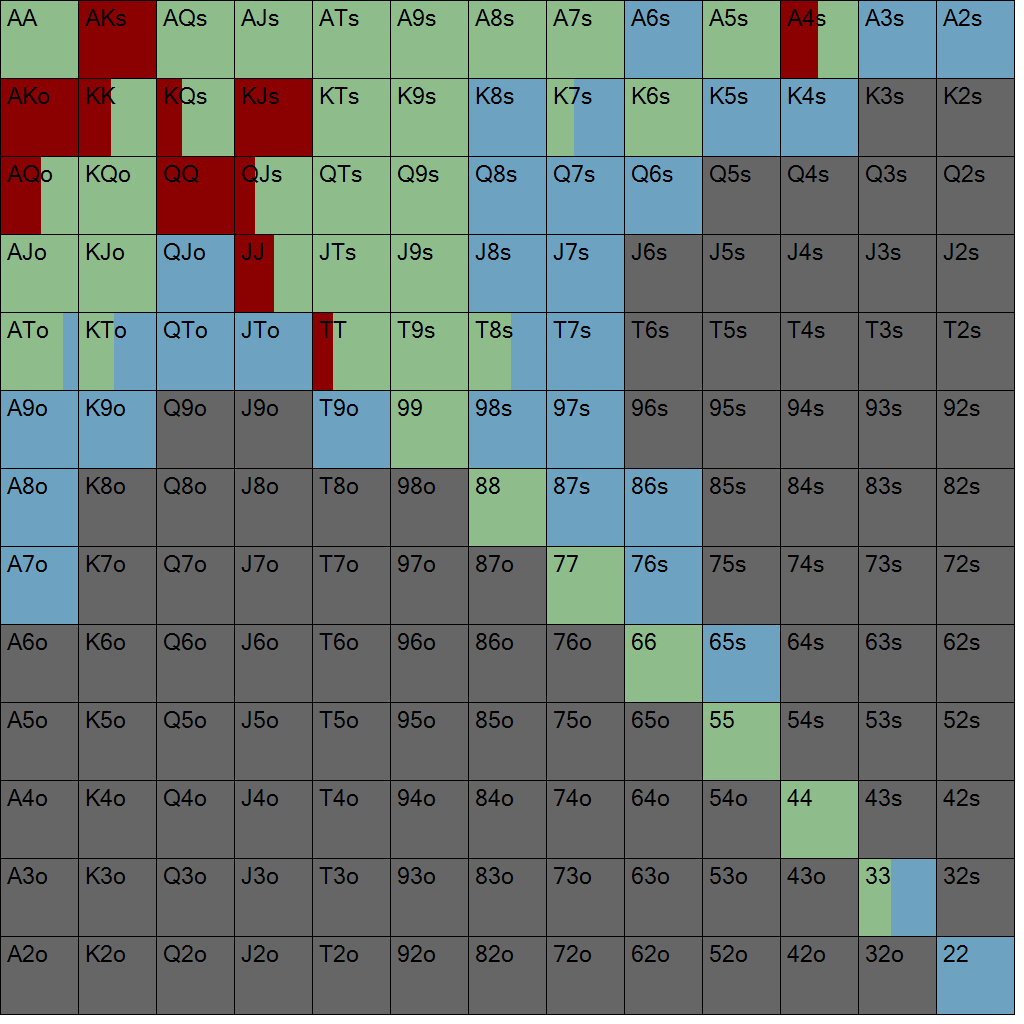 AA AKs AQs AJs ATs A9s A8s A7s A6s A5s A4s A3s A2s
AKo KK KQs KJs KTs K9s K8s K7s K6s K5s K4s K3s K2s
AQo KQo QQ QJs QTs Q9s Q8s Q7s Q6s Q5s Q4s Q3s Q2s
AJo KJo QJo JJ JTs J9s J8s J7s J6s J5s J4s J3s J2s
ATo KTo QTo JTo TT T9s T8s T7s T6s T5s T4s T3s T2s
A9o K9o Q9o J9o T9o 99 98s 97s 96s 95s 94s 93s 92s
A8o K8o Q8o J8o T8o 98o 88 87s 86s 85s 84s 83s 82s
A7o K7o Q7o J7o T7o 97o 87o 77 76s 75s 74s 73s 72s
A6o K6o Q6o J6o T6o 96o 86o 76o 66 65s 64s 63s 62s
A5o K5o Q5o J5o T5o 95o 85o 75o 65o 55 54s 53s 52s
A4o K4o Q4o J4o T4o 94o 84o 74o 64o 54o 44 43s 42s
A3o K3o Q3o J3o T3o 93o 83o 73o 63o 53o 43o 33 32s
A2o K2o Q2o J2o T2o 92o 82o 72o 62o 52o 42o 32o 22